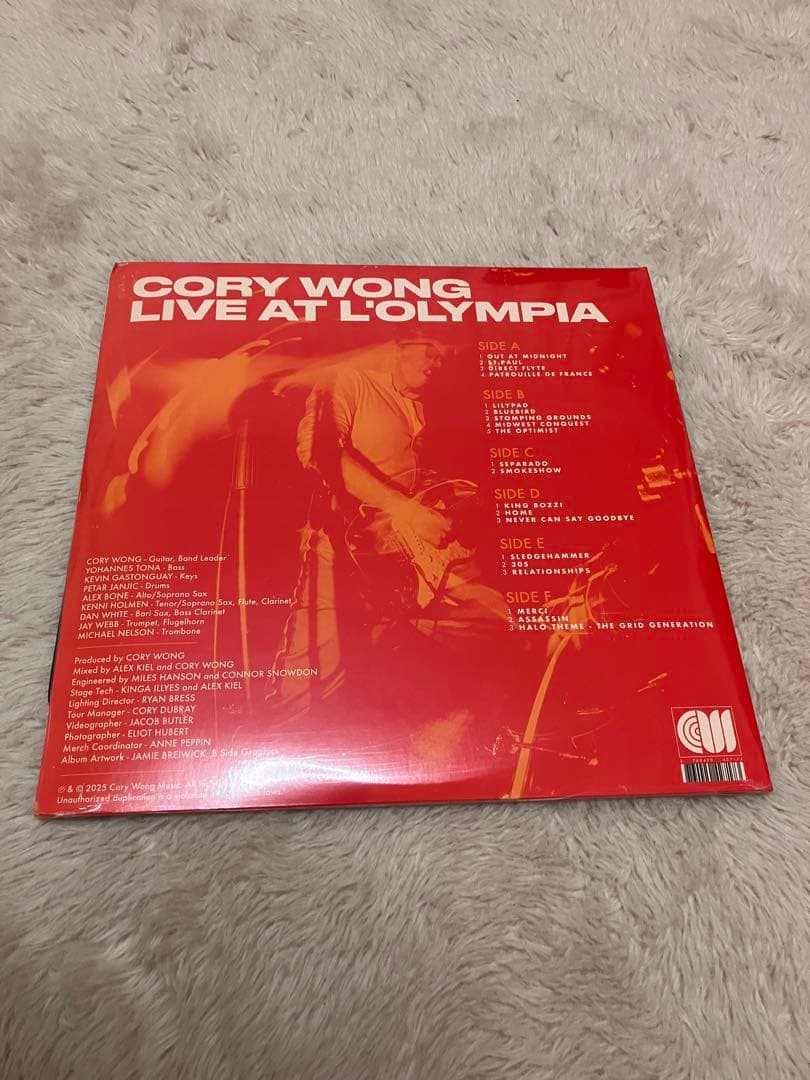 CORY WONG
LIVE AT L'OLYMPIA
SIDE A
1 OUT AT MIDNIGHT
2 ST.PAUL
3 DIRECT FLYTE
4 PATROUILLE DE FRANCE
SIDE B
1 LILYPAD
2 BLUEBIRD
3 STOMPING GROUNDS
4 MIDWEST CONQUEST
5 THE OPTIMIST
SIDE C
1 SEPARADO
2 SMOKESHOW
SIDE D
1 KING BOZZI
2 HOME
3 NEVER CAN SAY GOODBYE
SIDE E
1 SLEDGEHAMMER
2 305
3 RELATIONSHIPS
SIDE F
1 MERCI
2 ASSASSIN
3 HALO THEME - THE GRID GENERATION
CORY WONG - Guitar, Band Leader
YOHANNES TONA - Bass
KEVIN GASTONGUAY - Keys
PETAR JANJIC - Drums
ALEX BONE - Alto/Soprano Sax
KENNI HOLMEN - Tenor/Soprano Sax, Flute, Clarinet
DAN WHITE - Bari Sax, Bass Clarinet
JAY WEBB - Trumpet, Flugelhorn
MICHAEL NELSON - Trombone
Produced by CORY WONG
Mixed by ALEX KIEL and CORY WONG
Engineered by MILES HANSON and CONNOR SNOWDON
Stage Tech - KINGA ILLYES and ALEX KIEL
Lighting Director - RYAN BRESS
Tour Manager - CORY DUBRAY
Videographer - JACOB BUTLER
Photographer - ELIOT HUBERT
Merch Coordinator - ANNE PEPPIN
Album Artwork - JAMIE BREIWICK, B Side Graphics
℗ & © 2025 Cory Wong Music. All
Unauthorized duplication is a laws.